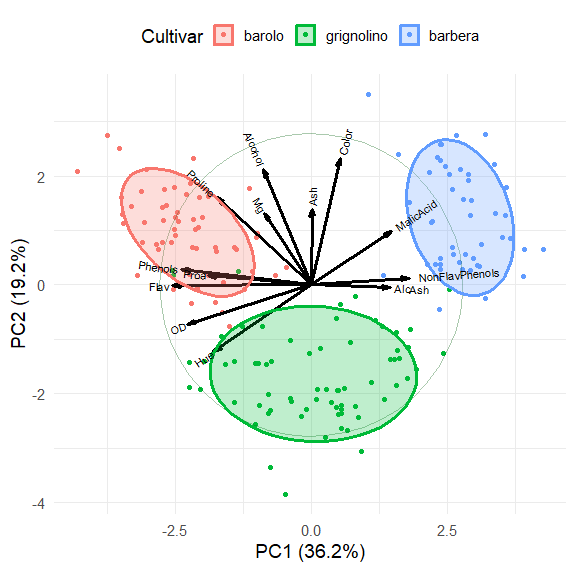 Cultivar barolo grignolino barbera
Alcohol
Color
Proline
Mg
Ash
MalicAcid
Phenols
Proa
NonFlavPhenols
Flav
AlcAsh
OD
Hue
2
0
-2
-4
-2.5 0.0 2.5
PC1 (36.2%)
PC2 (19.2%)